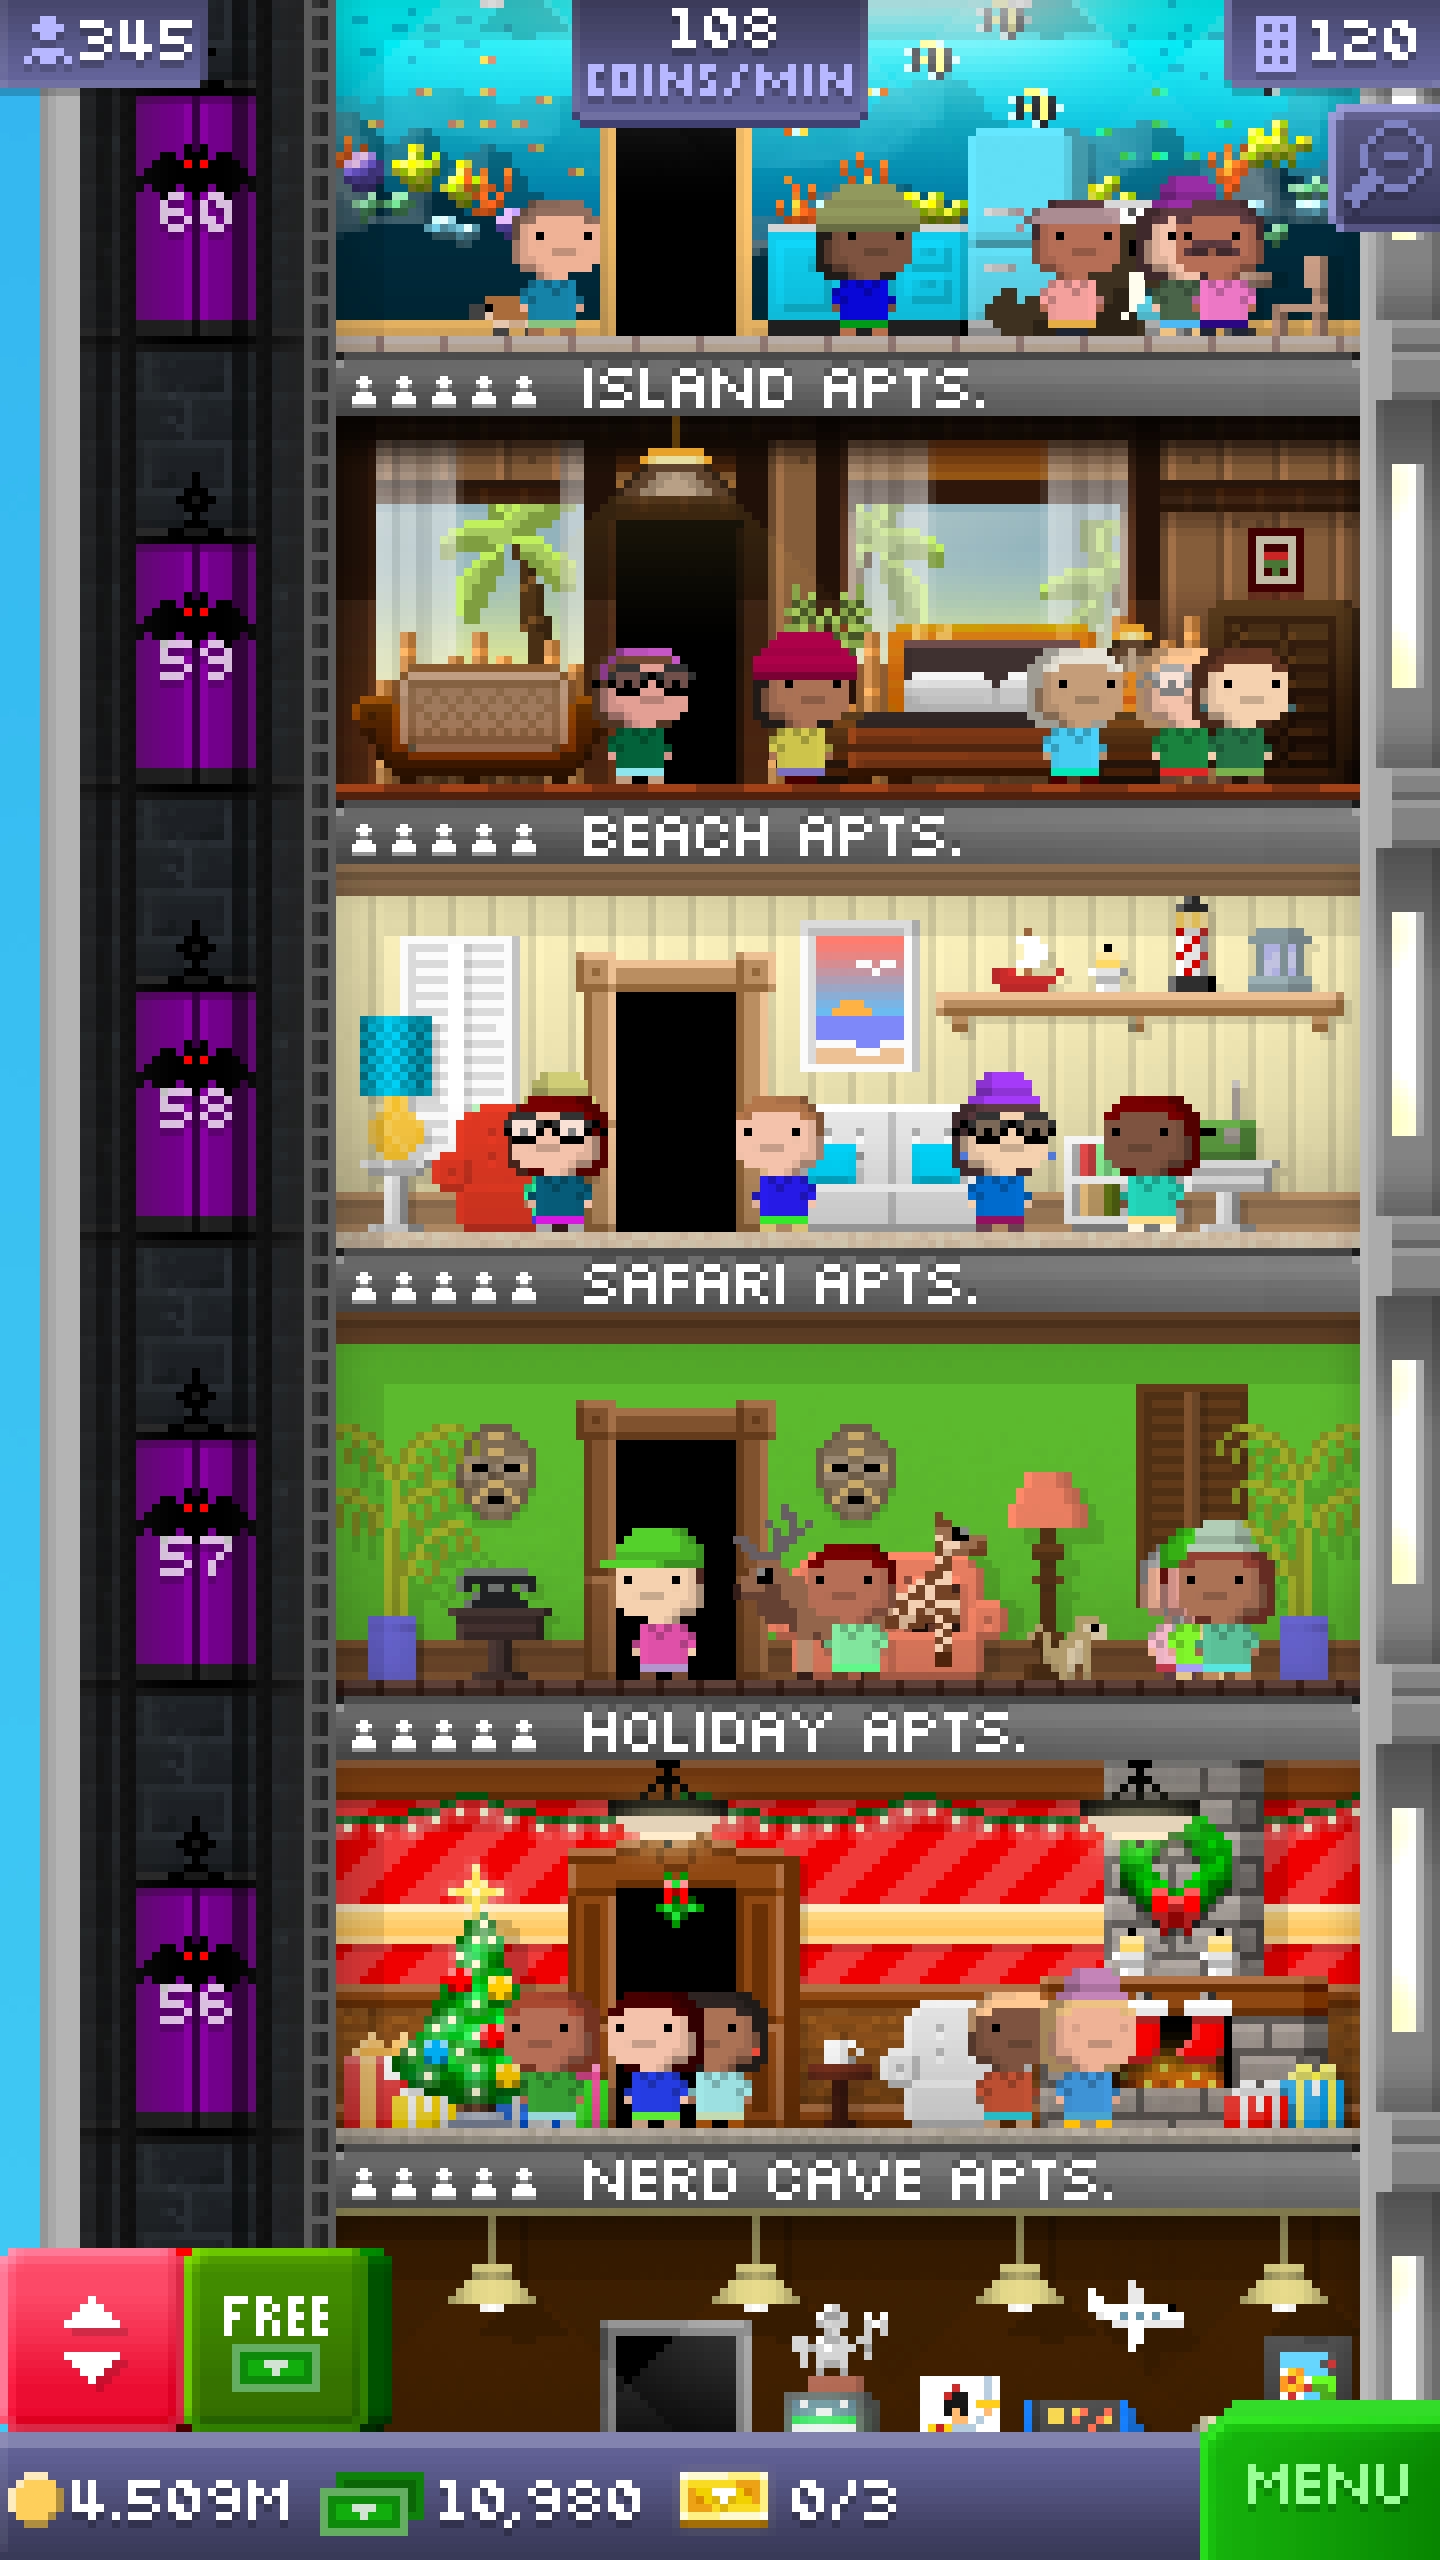 345
108
COINS/MIN
120
60
ISLAND APTS.
59
BEACH APTS.
58
SAFARI APTS.
57
HOLIDAY APTS.
56
NERD CAVE APTS.
FREE
4.509M
10,980
0/3
MENU